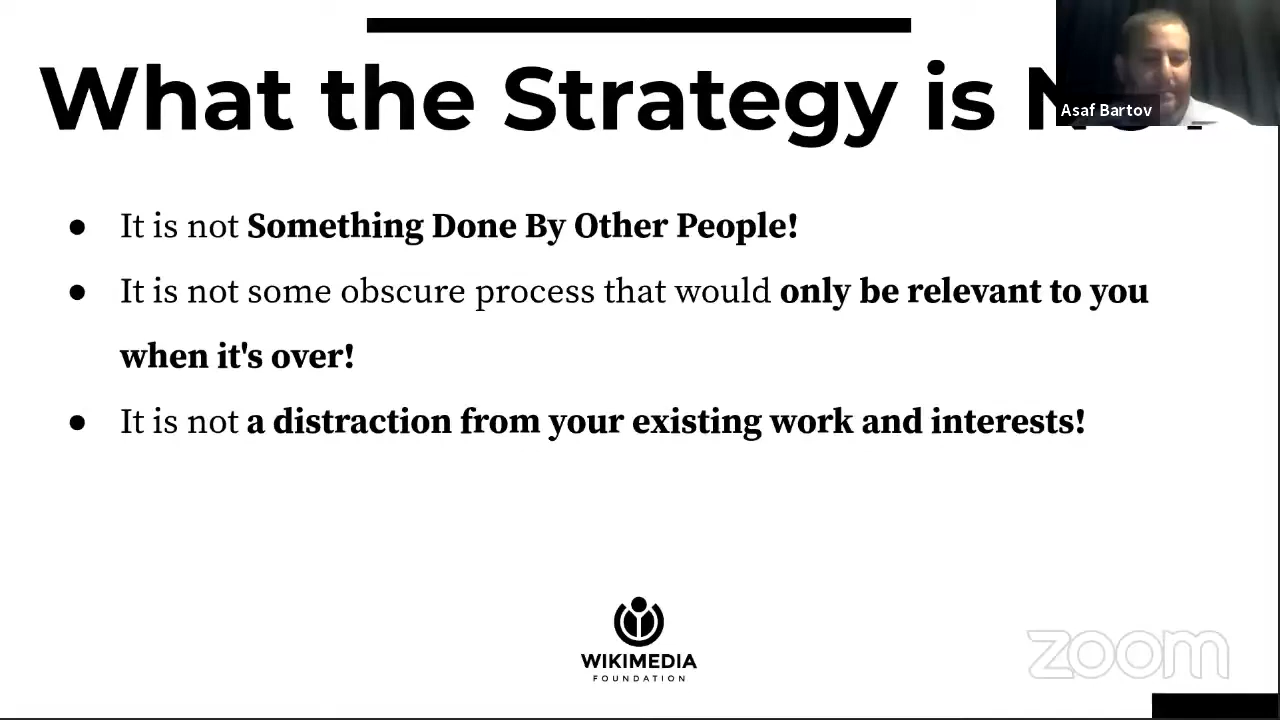 What the Strategy is
Asaf Bartov
● It is not Something Done By Other People!
● It is not some obscure process that would only be relevant to you
when it's over!
● It is not a distraction from your existing work and interests!
WIKIMEDIA
FOUNDATION
zoom